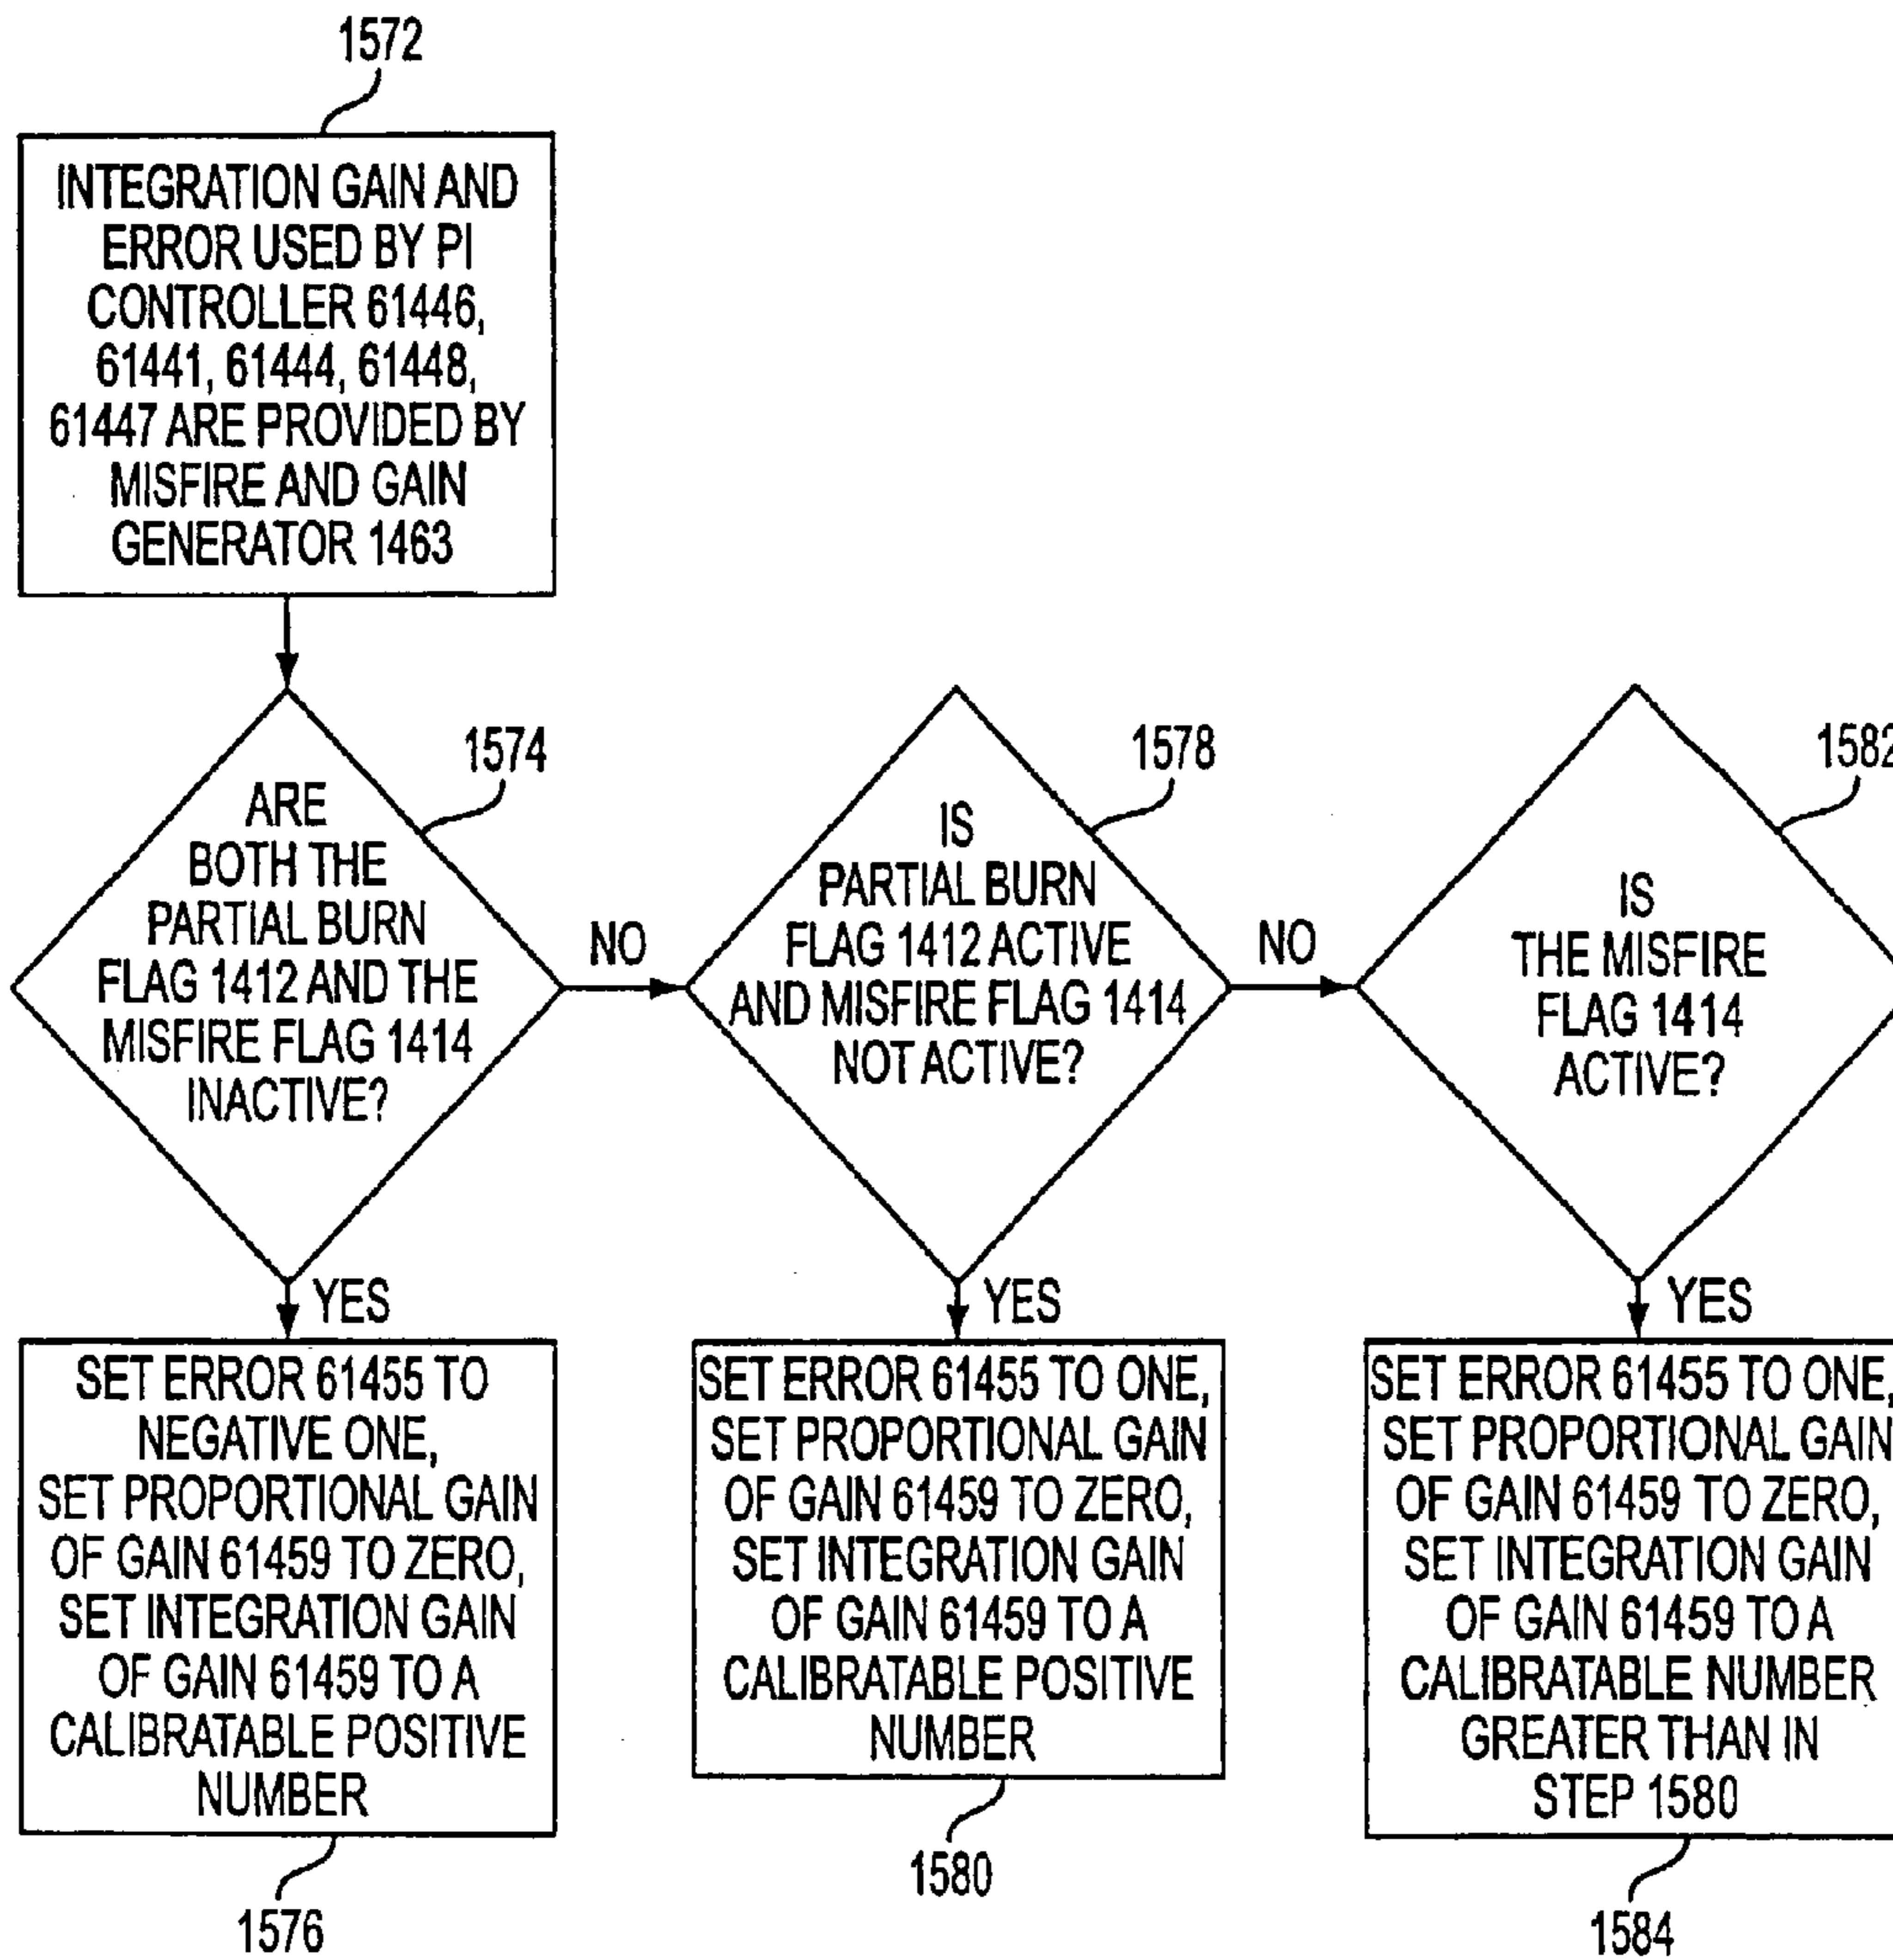 1572
INTEGRATION GAIN AND
ERROR USED BY PI
CONTROLLER 61446,
61441, 61444, 61448,
61447 ARE PROVIDED BY
MISFIRE AND GAIN
GENERATOR 1463
1574
ARE
BOTH THE
PARTIAL BURN
FLAG 1412 AND THE
MISFIRE FLAG 1414
INACTIVE?
NO
1578
IS
PARTIAL BURN
FLAG 1412 ACTIVE
AND MISFIRE FLAG 1414
NOT ACTIVE?
NO
1582
IS
THE MISFIRE
FLAG 1414
ACTIVE?
YES
SET ERROR 61455 TO
NEGATIVE ONE,
SET PROPORTIONAL GAIN
OF GAIN 61459 TO ZERO,
SET INTEGRATION GAIN
OF GAIN 61459 TO A
CALIBRATABLE POSITIVE
NUMBER
1576
YES
SET ERROR 61455 TO ONE,
SET PROPORTIONAL GAIN
OF GAIN 61459 TO ZERO,
SET INTEGRATION GAIN
OF GAIN 61459 TO A
CALIBRATABLE POSITIVE
NUMBER
1580
YES
SET ERROR 61455 TO ONE,
SET PROPORTIONAL GAIN
OF GAIN 61459 TO ZERO,
SET INTEGRATION GAIN
OF GAIN 61459 TO A
CALIBRATABLE NUMBER
GREATER THAN IN
STEP 1580
1584